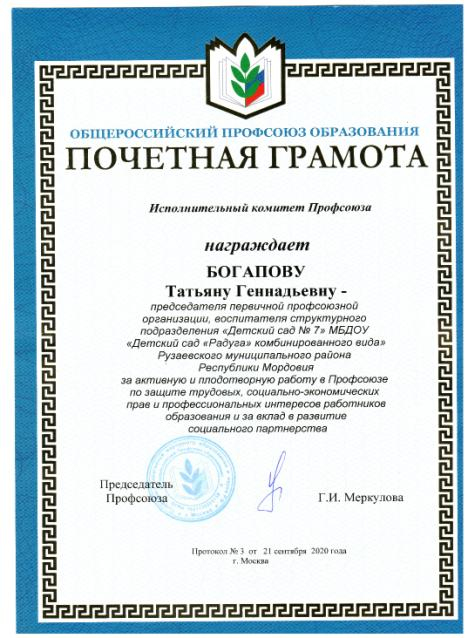 ОБЩЕРОССИЙСКИЙ ПРОФСОЮЗ ОБРАЗОВАНИЯ
ПОЧЕТНАЯ ГРАМОТА
Исполнительный комитет Профсоюза
награждает
БОГАПОВУ
Татьяну Геннадьевну -
председателя первичной профсоюзной
организации, воспитателя структурного
подразделения «Детский сад № 7» МБДОУ
«Детский сад «Радуга» комбинированного вида»
Рузаевского муниципального района
Республики Мордовия
за активную и плодотворную работу в Профсоюзе
по защите трудовых, социально-экономических
прав и профессиональных интересов работников
образования и за вклад в развитие
социального партнерства
Председатель
Профсоюза
Г.И. Меркулова
Протокол № 3 от 21 сентября 2020 года
г. Москва